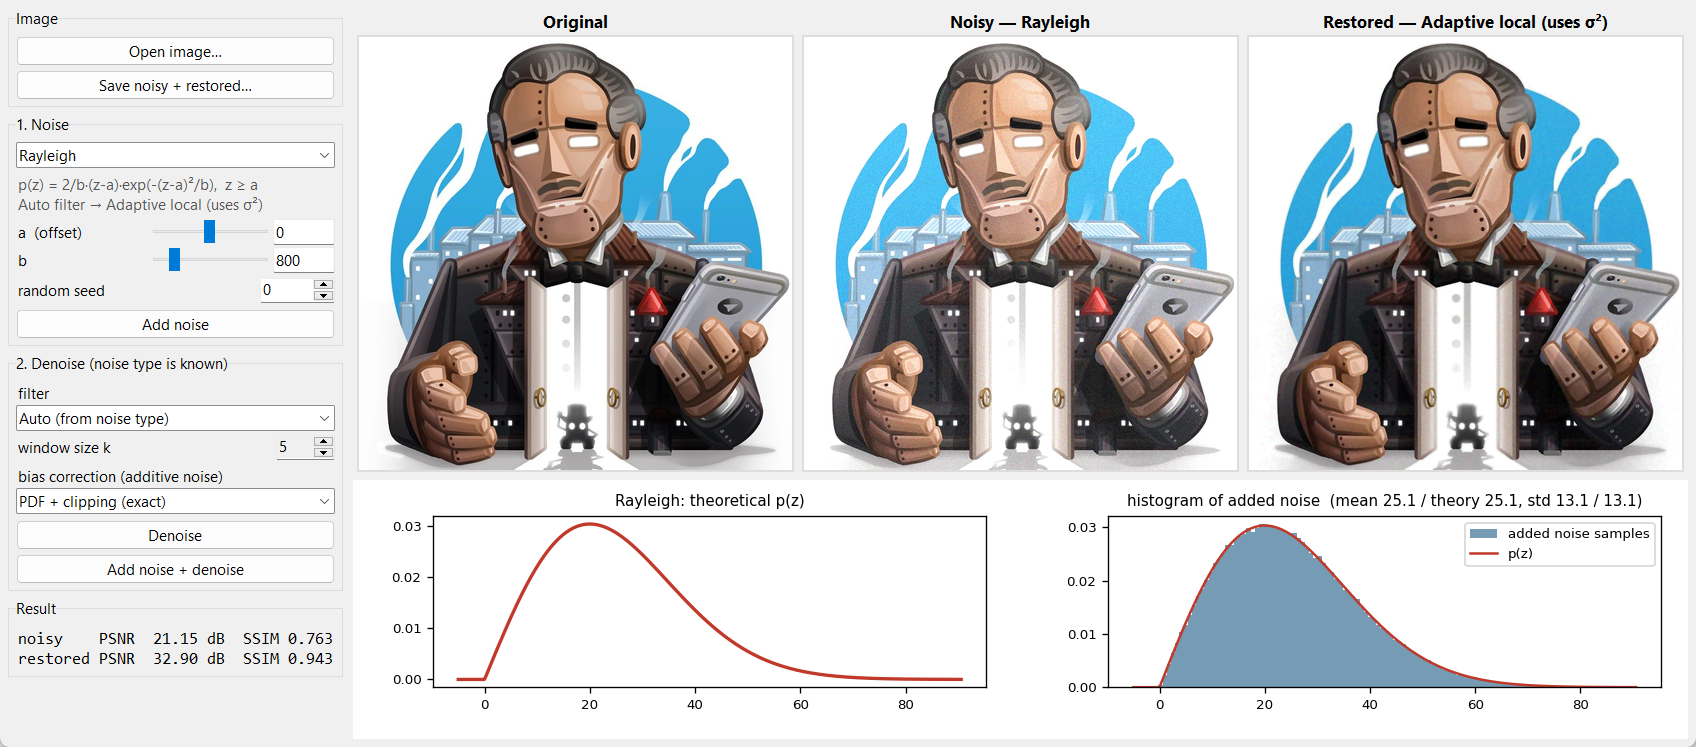 Image
Open image...
Save noisy + restored...
1. Noise
Rayleigh
p(z) = 2/b·(z-a)·exp(-(z-a)²/b), z ≥ a
Auto filter → Adaptive local (uses σ²)
a (offset) 0
b 800
random seed 0
Add noise
2. Denoise (noise type is known)
filter
Auto (from noise type)
window size k 5
bias correction (additive noise)
PDF + clipping (exact)
Denoise
Add noise + denoise
Result
noisy PSNR 21.15 dB SSIM 0.763
restored PSNR 32.90 dB SSIM 0.943
Original
Noisy — Rayleigh
Restored — Adaptive local (uses σ²)
Rayleigh: theoretical p(z)
0.03
0.02
0.01
0.00
0 20 40 60 80
histogram of added noise (mean 25.1 / theory 25.1, std 13.1 / 13.1)
added noise samples
p(z)
0.03
0.02
0.01
0.00
0 20 40 60 80